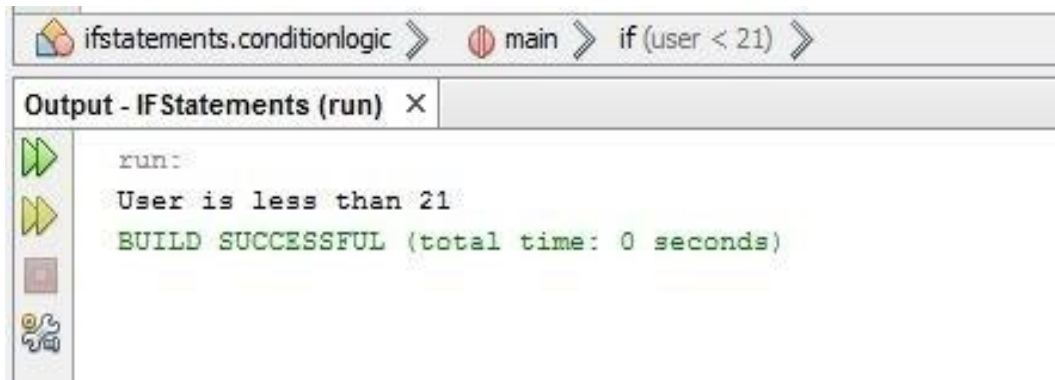 ifstatements.conditionlogic main if (user < 21)
Output - IFStatements (run)
run:
User is less than 21
BUILD SUCCESSFUL (total time: 0 seconds)